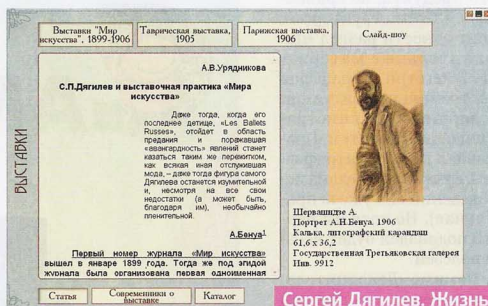 Выставки "Мир искусства", 1899-1906
Таврическая выставка, 1905
Парижская выставка, 1906
Слайд-шоу
ВЫСТАВКИ
А.В.Урядникова
С.П.Дягилев и выставочная практика «Мира
искусства»
Даже тогда, когда его
последнее детище, «Les Ballets
Russes», отойдет в область
предания и поражавшая
«авангардность» явлений станет
казаться таким же пережитком,
как всякая иная отслужившая
мода, – даже тогда фигура самого
Дягилева останется изумительной
и, несмотря на все свои
недостатки (а может быть,
благодаря им), необычайно
пленительной.
А.Бенуа1
Первый номер журнала «Мир искусства»
вышел в январе 1899 года. Тогда же под эгидой
журнала была организована первая одноименная
Шервашидзе А.
Портрет А.Н.Бенуа. 1906
Калька, литографский карандаш
61,6 x 36,2
Государственная Третьяковская галерея
Инв. 9912
Статья
Современники о
выставке
Каталог
Сергей Дягилев. Жизнь